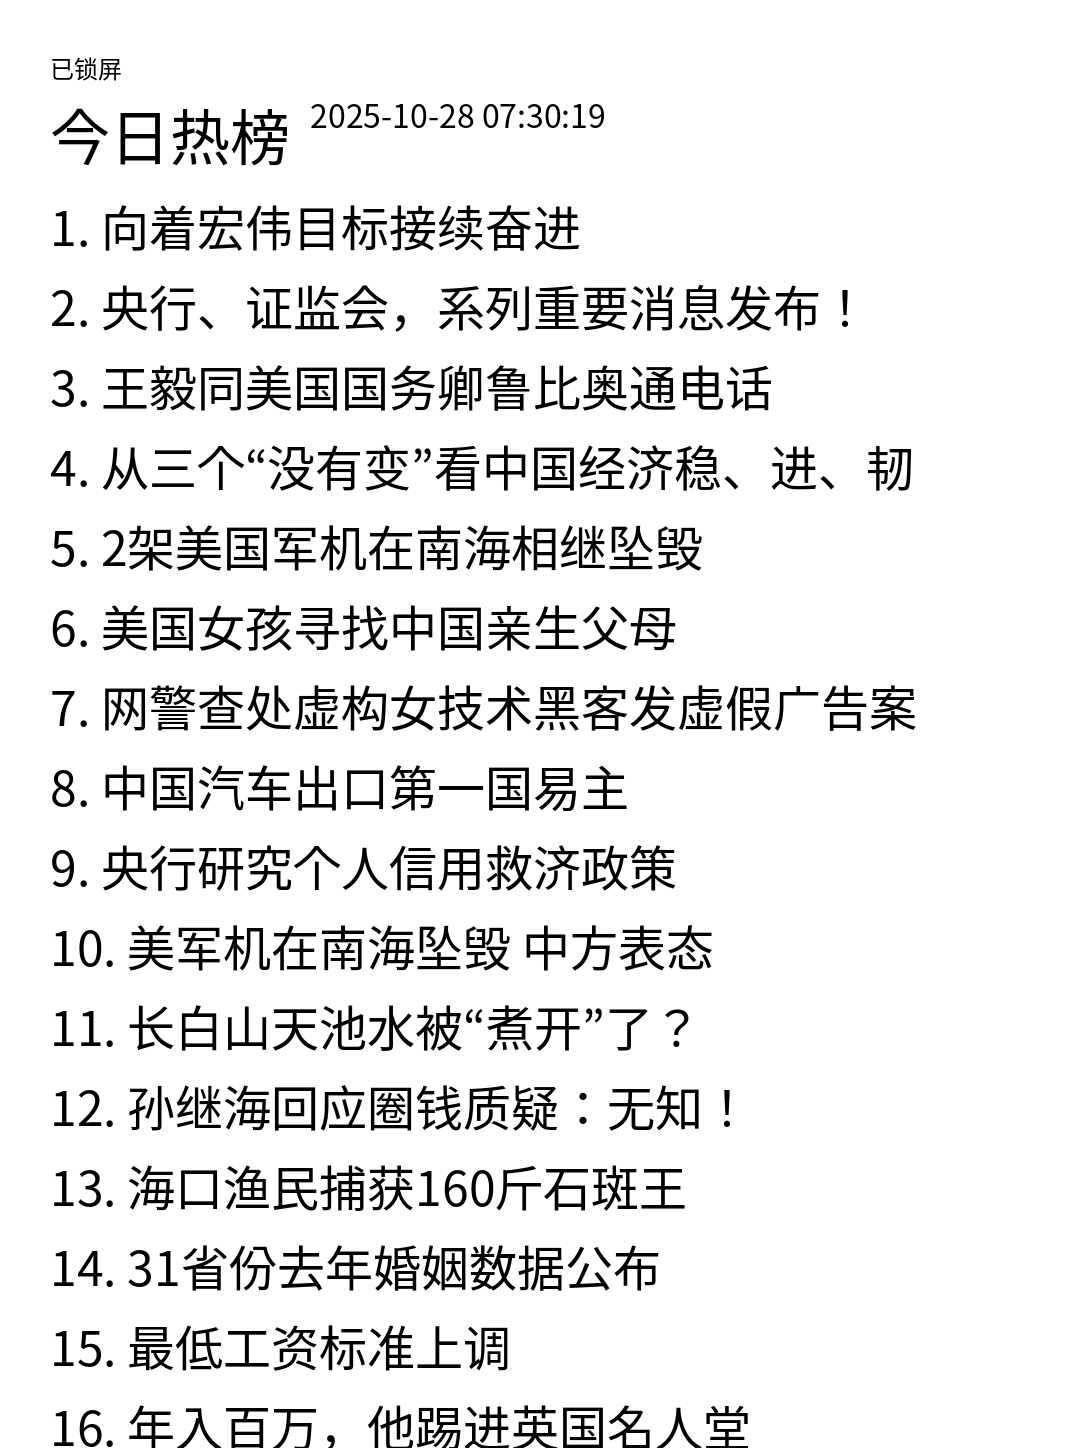 已锁屏
今日热榜 2025-10-28 07:30:19
1. 向着宏伟目标接续奋进
2. 央行、证监会，系列重要消息发布！
3. 王毅同美国国务卿鲁比奥通电话
4. 从三个“没有变”看中国经济稳、进、韧
5. 2架美国军机在南海相继坠毁
6. 美国女孩寻找中国亲生父母
7. 网警查处虚构女技术黑客发虚假广告案
8. 中国汽车出口第一国易主
9. 央行研究个人信用救济政策
10. 美军机在南海坠毁 中方表态
11. 长白山天池水被“煮开”了？
12. 孙继海回应圈钱质疑：无知！
13. 海口渔民捕获160斤石斑王
14. 31省份去年婚姻数据公布
15. 最低工资标准上调
16. 年入百万，他踢进英国名人堂